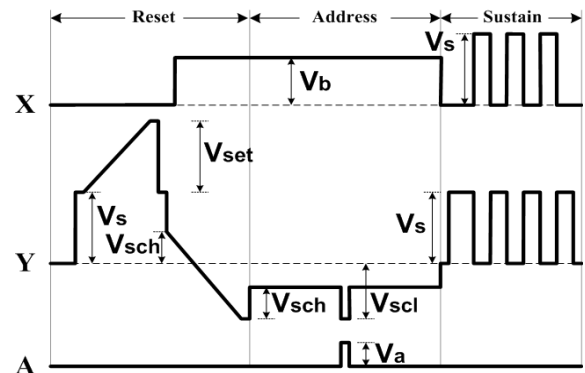 Reset Address Sustain
Vs
Vb
X
Vset
Vs
Vs
Vsch
Y
Vsch
Vscl
Va
A